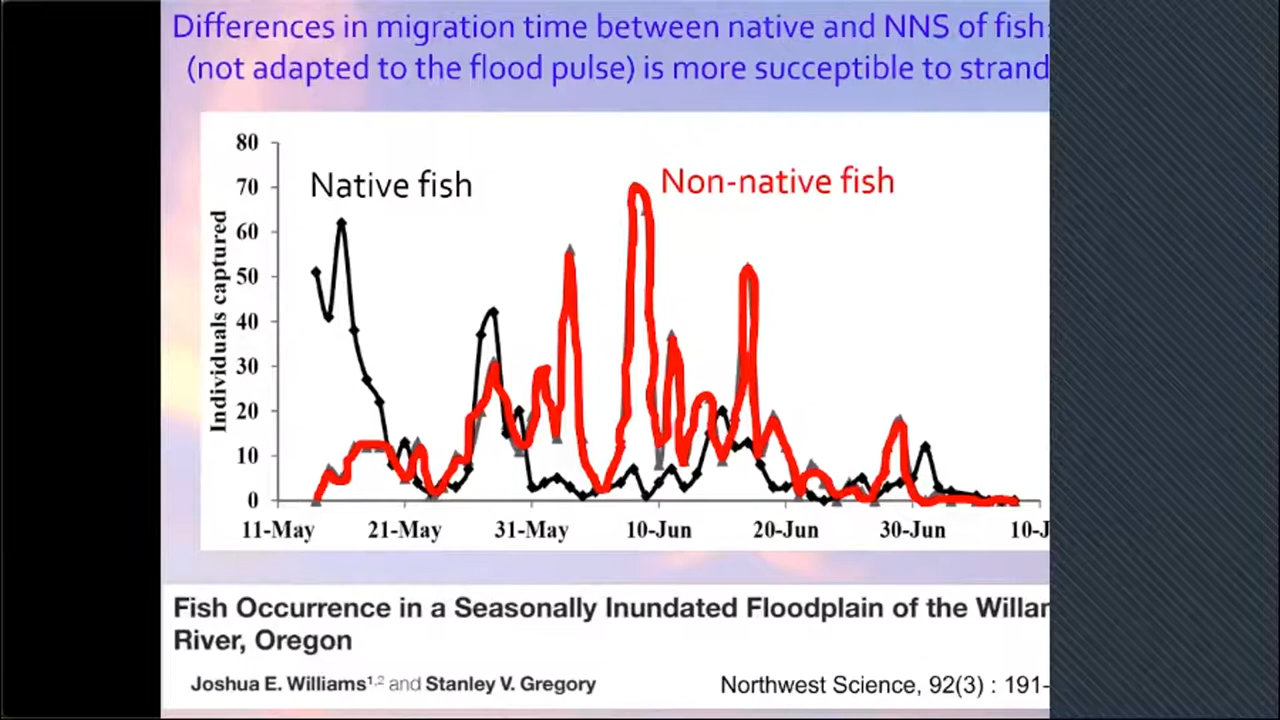 Differences in migration time between native and NNS of fish:
(not adapted to the flood pulse) is more succeptible to strand
80
Native fish
Non-native fish
70
60
50
40
30
20
10
0
Individuals captured
11-May 21-May 31-May 10-Jun 20-Jun 30-Jun 10-J
Fish Occurrence in a Seasonally Inundated Floodplain of the Willar
River, Oregon
Joshua E. Williams1,2 and Stanley V. Gregory
Northwest Science, 92(3) : 191-